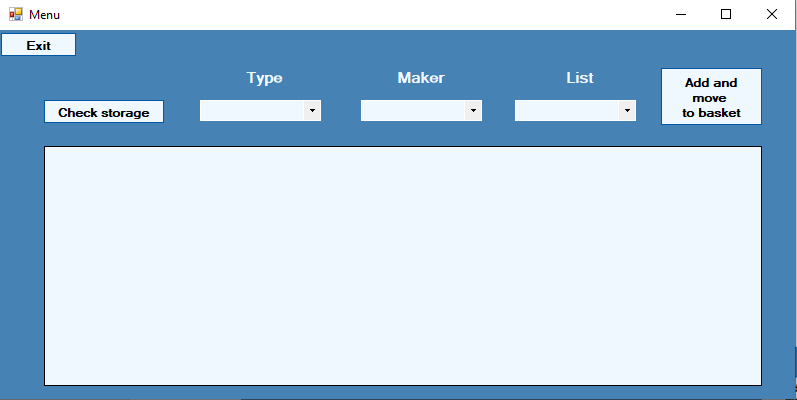 Menu
Exit
Type
Maker
List
Check storage
Add and
move
to basket